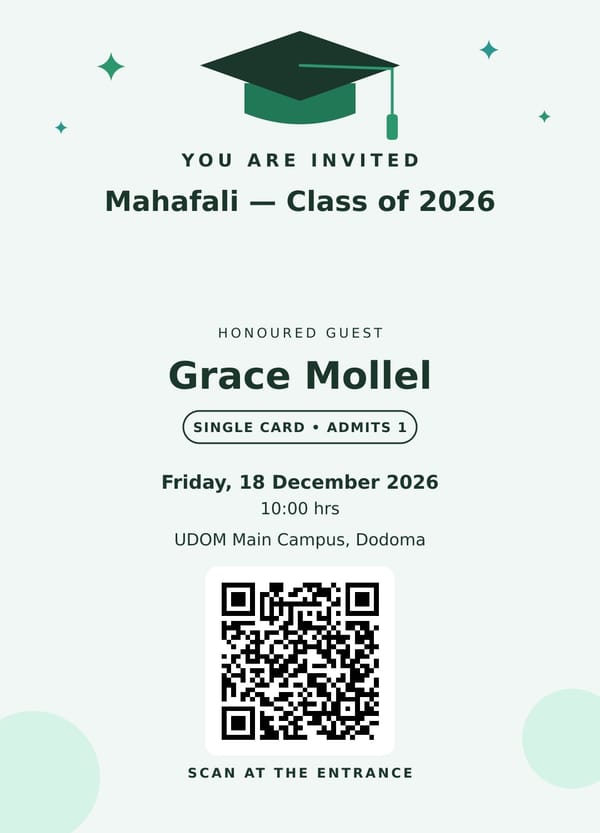 YOU ARE INVITED
Mahafali — Class of 2026
HONOURED GUEST
Grace Mollel
SINGLE CARD • ADMITS 1
Friday, 18 December 2026
10:00 hrs
UDOM Main Campus, Dodoma
SCAN AT THE ENTRANCE